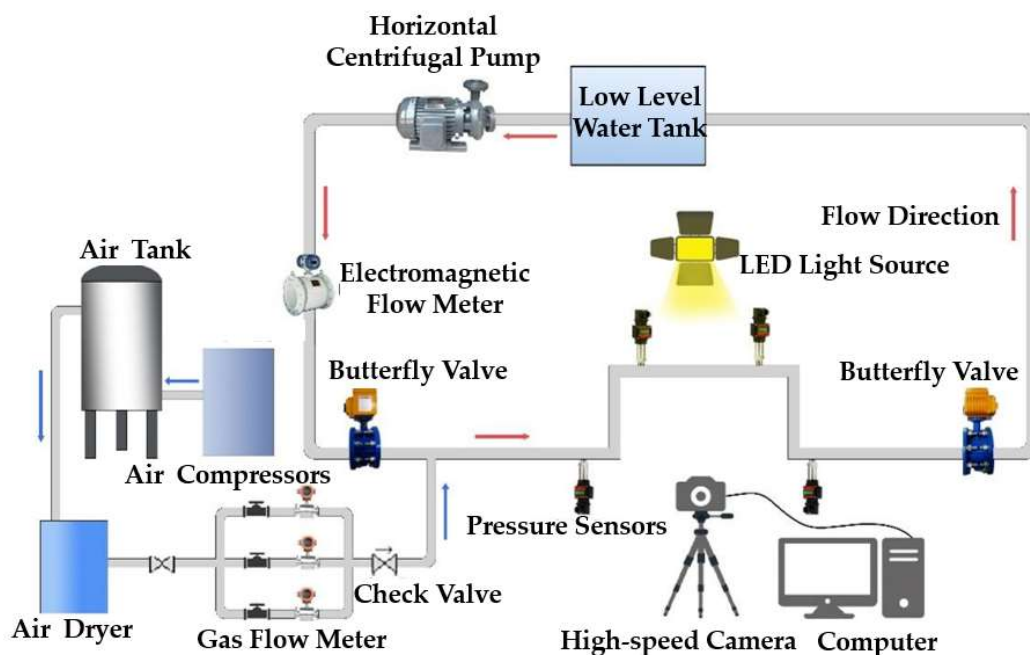 Horizontal
Centrifugal Pump
Low Level
Water Tank
Flow Direction
LED Light Source
Air Tank
Electromagnetic
Flow Meter
Butterfly Valve
Butterfly Valve
Air Compressors
Pressure Sensors
Check Valve
Air Dryer
Gas Flow Meter
High-speed Camera
Computer